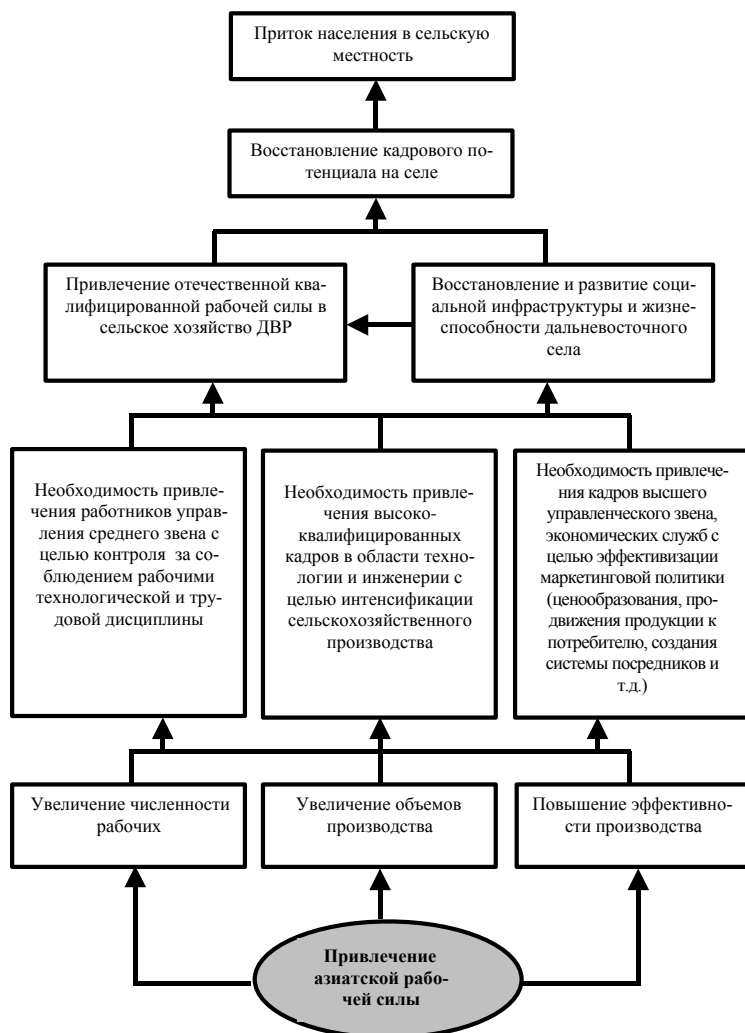 Приток населения в сельскую
местность
Восстановление кадрового по-
тенциала на селе
Привлечение отечественной ква-
лифицированной рабочей силы в
сельское хозяйство ДВР
Восстановление и развитие соци-
альной инфраструктуры и жизне-
способности дальневосточного
села
Необходимость привле-
чения работников управ-
ления среднего звена с
целью контроля за со-
блюдением рабочими
технологической и тру-
довой дисциплины
Необходимость привле-
чения высоко-
квалифицированных
кадров в области техно-
логии и инженерии с
целью интенсификации
сельскохозяйственного
производства
Необходимость привлече-
ния кадров высшего
управленческого звена,
экономических служб с
целью эффективизации
маркетинговой политики
(ценообразования, про-
движения продукции к
потребителю, создания
системы посредников и
т.д.)
Увеличение численности
рабочих
Увеличение объемов
производства
Повышение эффективно-
сти производства
Привлечение
азиатской рабо-
чей силы